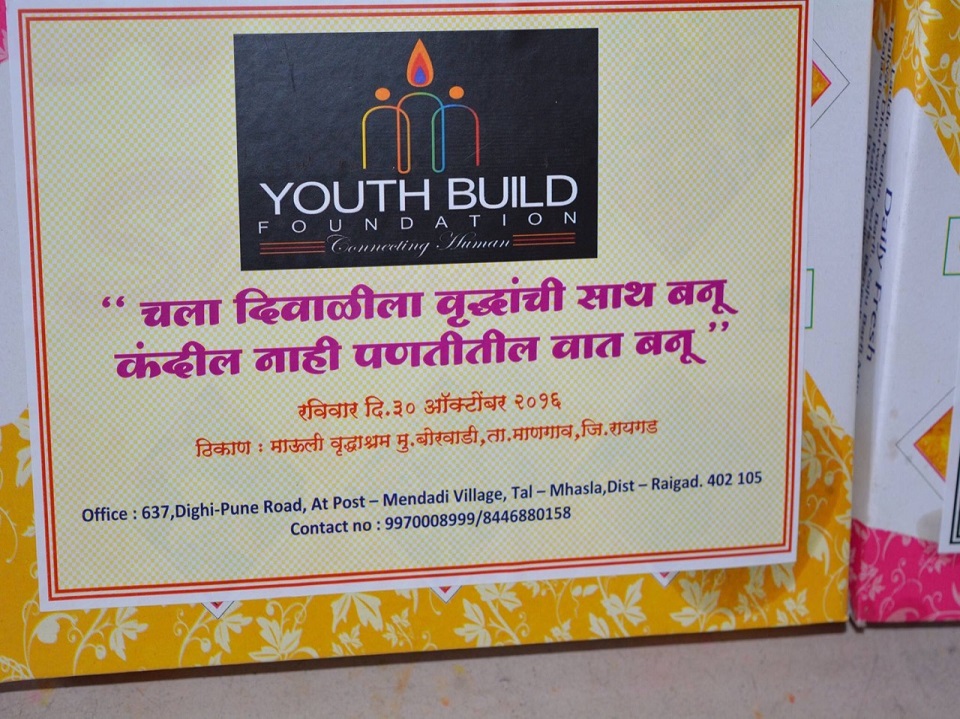 YOUTH BUILD
FOUNDATION
Connecting Human
“ चला दिवाळीला वृद्धांची साथ बनू
कंदील नाही पणतीतील वात बनू ”
रविवार दि.३० ऑक्टोंबर २०१६
ठिकाण : माऊली वृद्धाश्रम मु.बोरवाडी,ता.माणगाव,जि.रायगड
Office : 637,Dighi-Pune Road, At Post – Mendadi Village, Tal – Mhasla,Dist – Raigad. 402 105
Contact no : 9970008999/8446880158
Daily Fresh